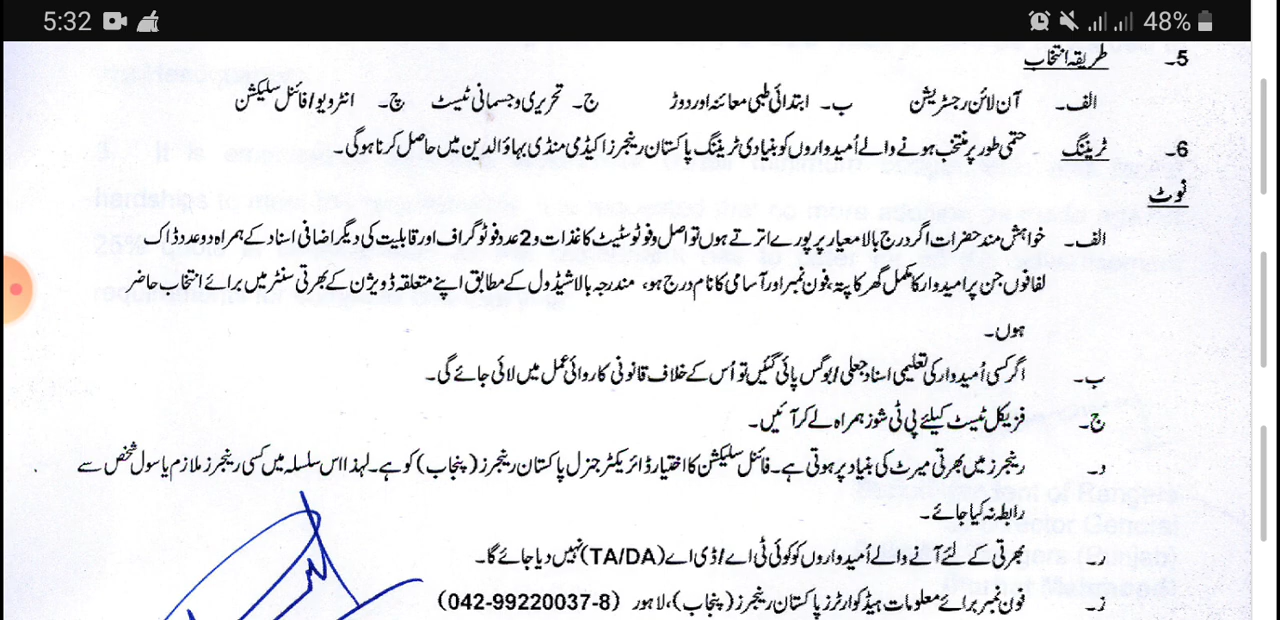 5:32 48%
5۔ طریقہ انتخاب
الف۔ آن لائن رجسٹریشن ب۔ ابتدائی طبی معائنہ اور دوڑ ج۔ تحریری و جسمانی ٹیسٹ چ۔ انٹرویو/فائنل سلیکشن
6۔ ٹریننگ حتمی طور پر منتخب ہونے والے اُمیدواروں کو بنیادی ٹریننگ پاکستان رینجرز اکیڈمی منڈی بہاؤالدین میں حاصل کرنا ہوگی۔
نوٹ
الف۔ خواہش مند حضرات اگر درج بالا معیار پر پورے اترتے ہوں تو اصل و فوٹو سٹیٹ کاغذات و 2 عدد فوٹو گراف اور قابلیت کی دیگر اضافی اسناد کے ہمراہ دو عدد ڈاک
لفافوں جن پر امیدوار کا مکمل گھر کا پتہ، فون نمبر اور آسامی کا نام درج ہو، مندرجہ بالا شیڈول کے مطابق اپنے متعلقہ ڈویژن کے بھرتی سنٹر میں برائے انتخاب حاضر
ہوں۔
ب۔ اگر کسی اُمیدوار کی تعلیمی اسناد جعلی/بوگس پائی گئیں تو اُس کے خلاف قانونی کاروائی عمل میں لائی جائے گی۔
ج۔ فزیکل ٹیسٹ کیلئے پی ٹی شوز ہمراہ لے کر آئیں۔
د۔ رینجرز میں بھرتی میرٹ کی بنیاد پر ہوتی ہے۔ فائنل سلیکشن کا اختیار ڈائریکٹر جنرل پاکستان رینجرز (پنجاب) کو ہے۔ لہذا اس سلسلہ میں کسی رینجرز ملازم یا سول شخص سے
رابطہ نہ کیا جائے۔
ر۔ بھرتی کے لئے آنے والے اُمیدواروں کو کوئی ٹی اے/ڈی اے (TA/DA) نہیں دیا جائے گا۔
ز۔ فون نمبر برائے معلومات ہیڈ کوارٹرز پاکستان رینجرز (پنجاب)، لاہور (042-99220037-8)